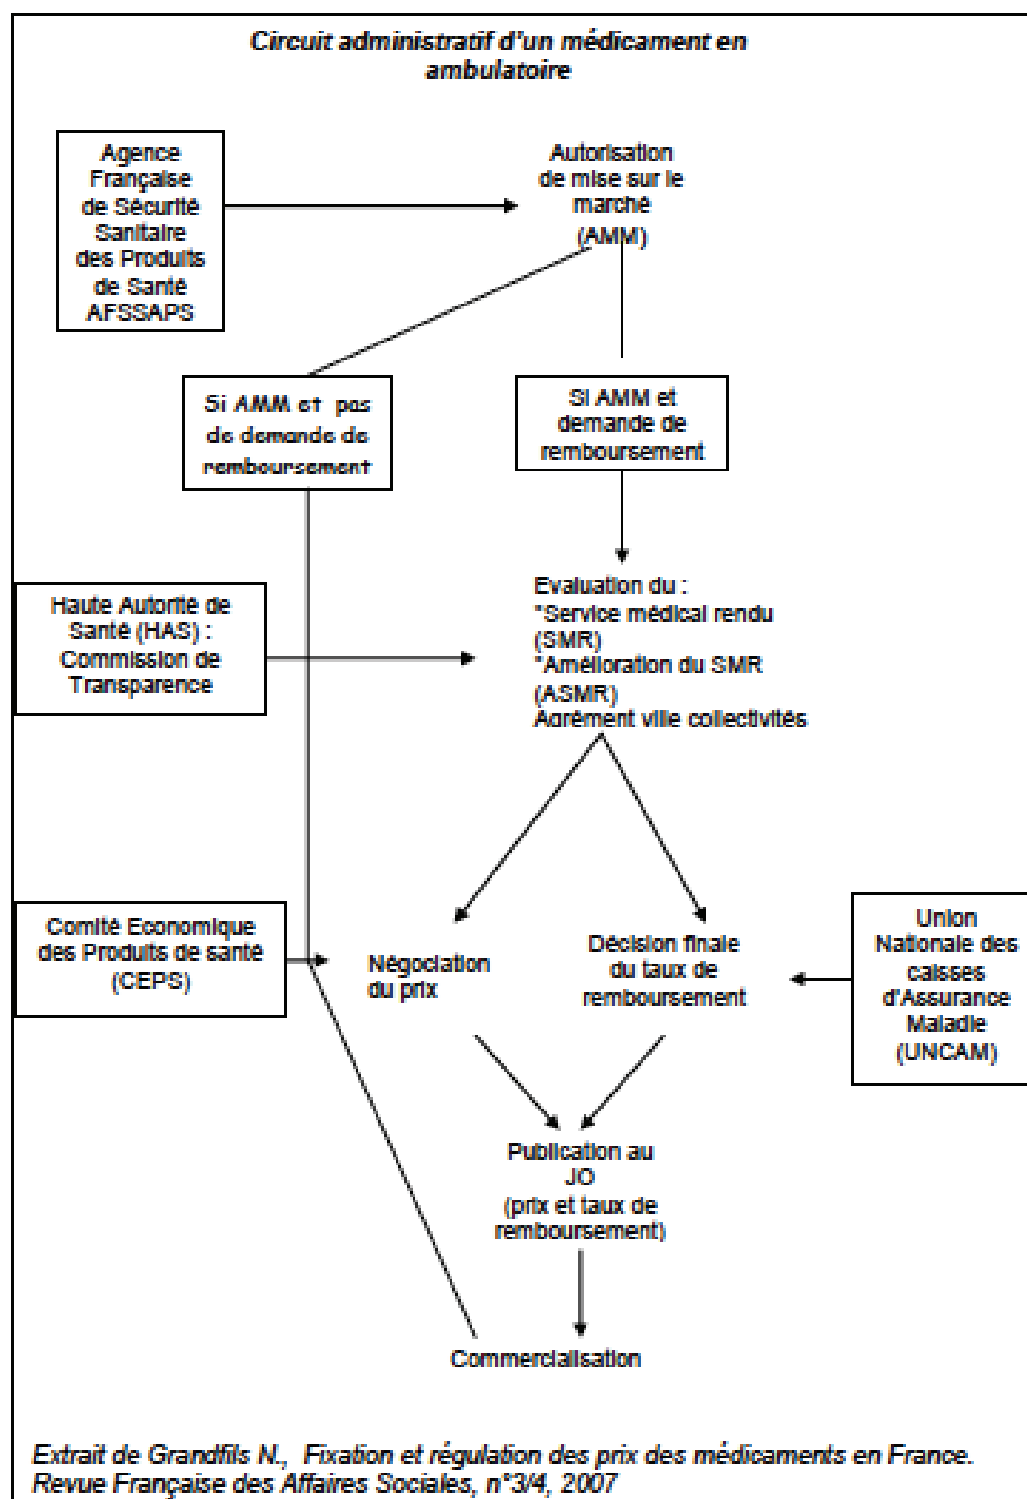 Circuit administratif d'un médicament en
ambulatoire
Agence
Française
de Sécurité
Sanitaire
des Produits
de Santé
AFSSAPS
Autorisation
de mise sur le
marché
(AMM)
Si AMM et pas
de demande de
remboursement
Si AMM et
demande de
remboursement
Haute Autorité de
Santé (HAS) :
Commission de
Transparence
Evaluation du :
*Service médical rendu
(SMR)
*Amélioration du SMR
(ASMR)
Agrément ville collectivités
Comité Economique
des Produits de santé
(CEPS)
Négociation
du prix
Décision finale
du taux de
remboursement
Union
Nationale des
caisses
d'Assurance
Maladie
(UNCAM)
Publication au
JO
(prix et taux de
remboursement)
Commercialisation
Extrait de Grandfils N., Fixation et régulation des prix des médicaments en France.
Revue Française des Affaires Sociales, n°3/4, 2007